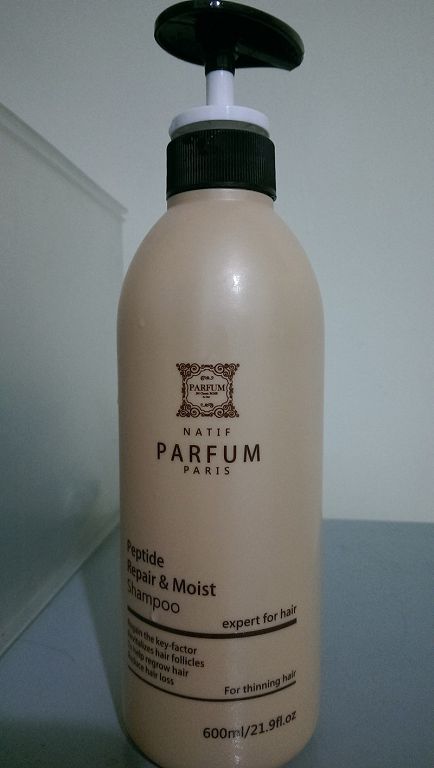 PARFUM
NATIF
PARFUM
PARIS
Peptide
Repair & Moist
Shampoo
expert for hair
the key-factor
hair follicles
help regrow hair
hair loss
For thinning hair
600ml/21.9fl.oz